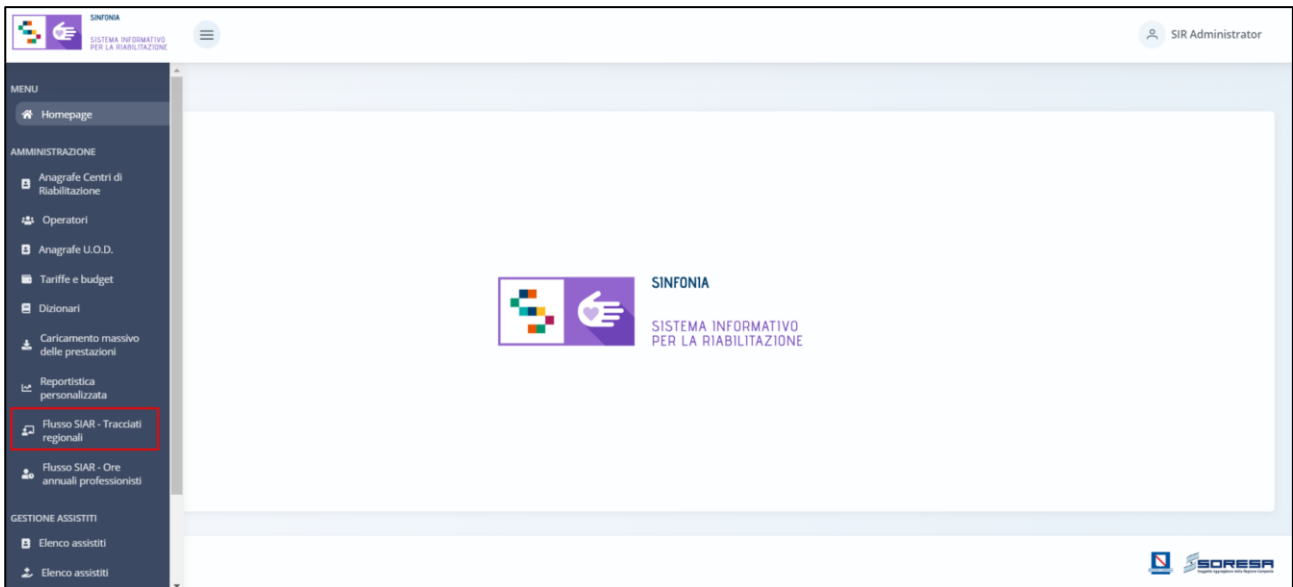 SINFONIA
SISTEMA INFORMATIVO
PER LA RIABILITAZIONE
SIR Administrator
MENU
Homepage
AMMINISTRAZIONE
Anagrafe Centri di
Riabilitazione
Operatori
Anagrafe U.O.D.
Tariffe e budget
Dizionari
Caricamento massivo
delle prestazioni
Reportistica
personalizzata
Flusso SIAR - Tracciati
regionali
Flusso SIAR - Ore
annuali professionisti
GESTIONE ASSISTITI
Elenco assistiti
Elenco assistiti
SINFONIA
SISTEMA INFORMATIVO
PER LA RIABILITAZIONE
SORESA